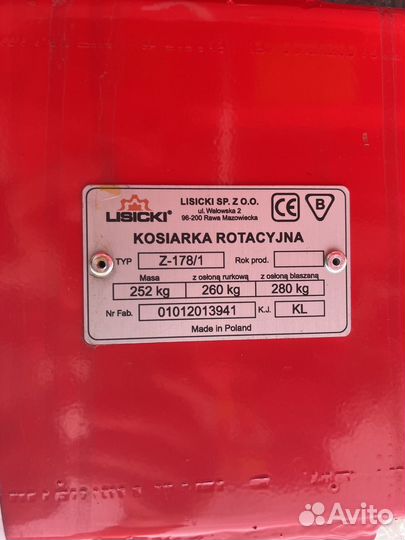 LISICKI®
LISICKI SP. Z O.O.
ul. Wałowska 2
96-200 Rawa Mazowiecka
CE
B
KOSIARKA ROTACYJNA
TYP Z-178/1 Rok prod.
Masa z osłoną rurkową z osłoną blaszaną
252 kg 260 kg 280 kg
Nr Fab. 01012013941 K.J. KL
Made in Poland
Avito